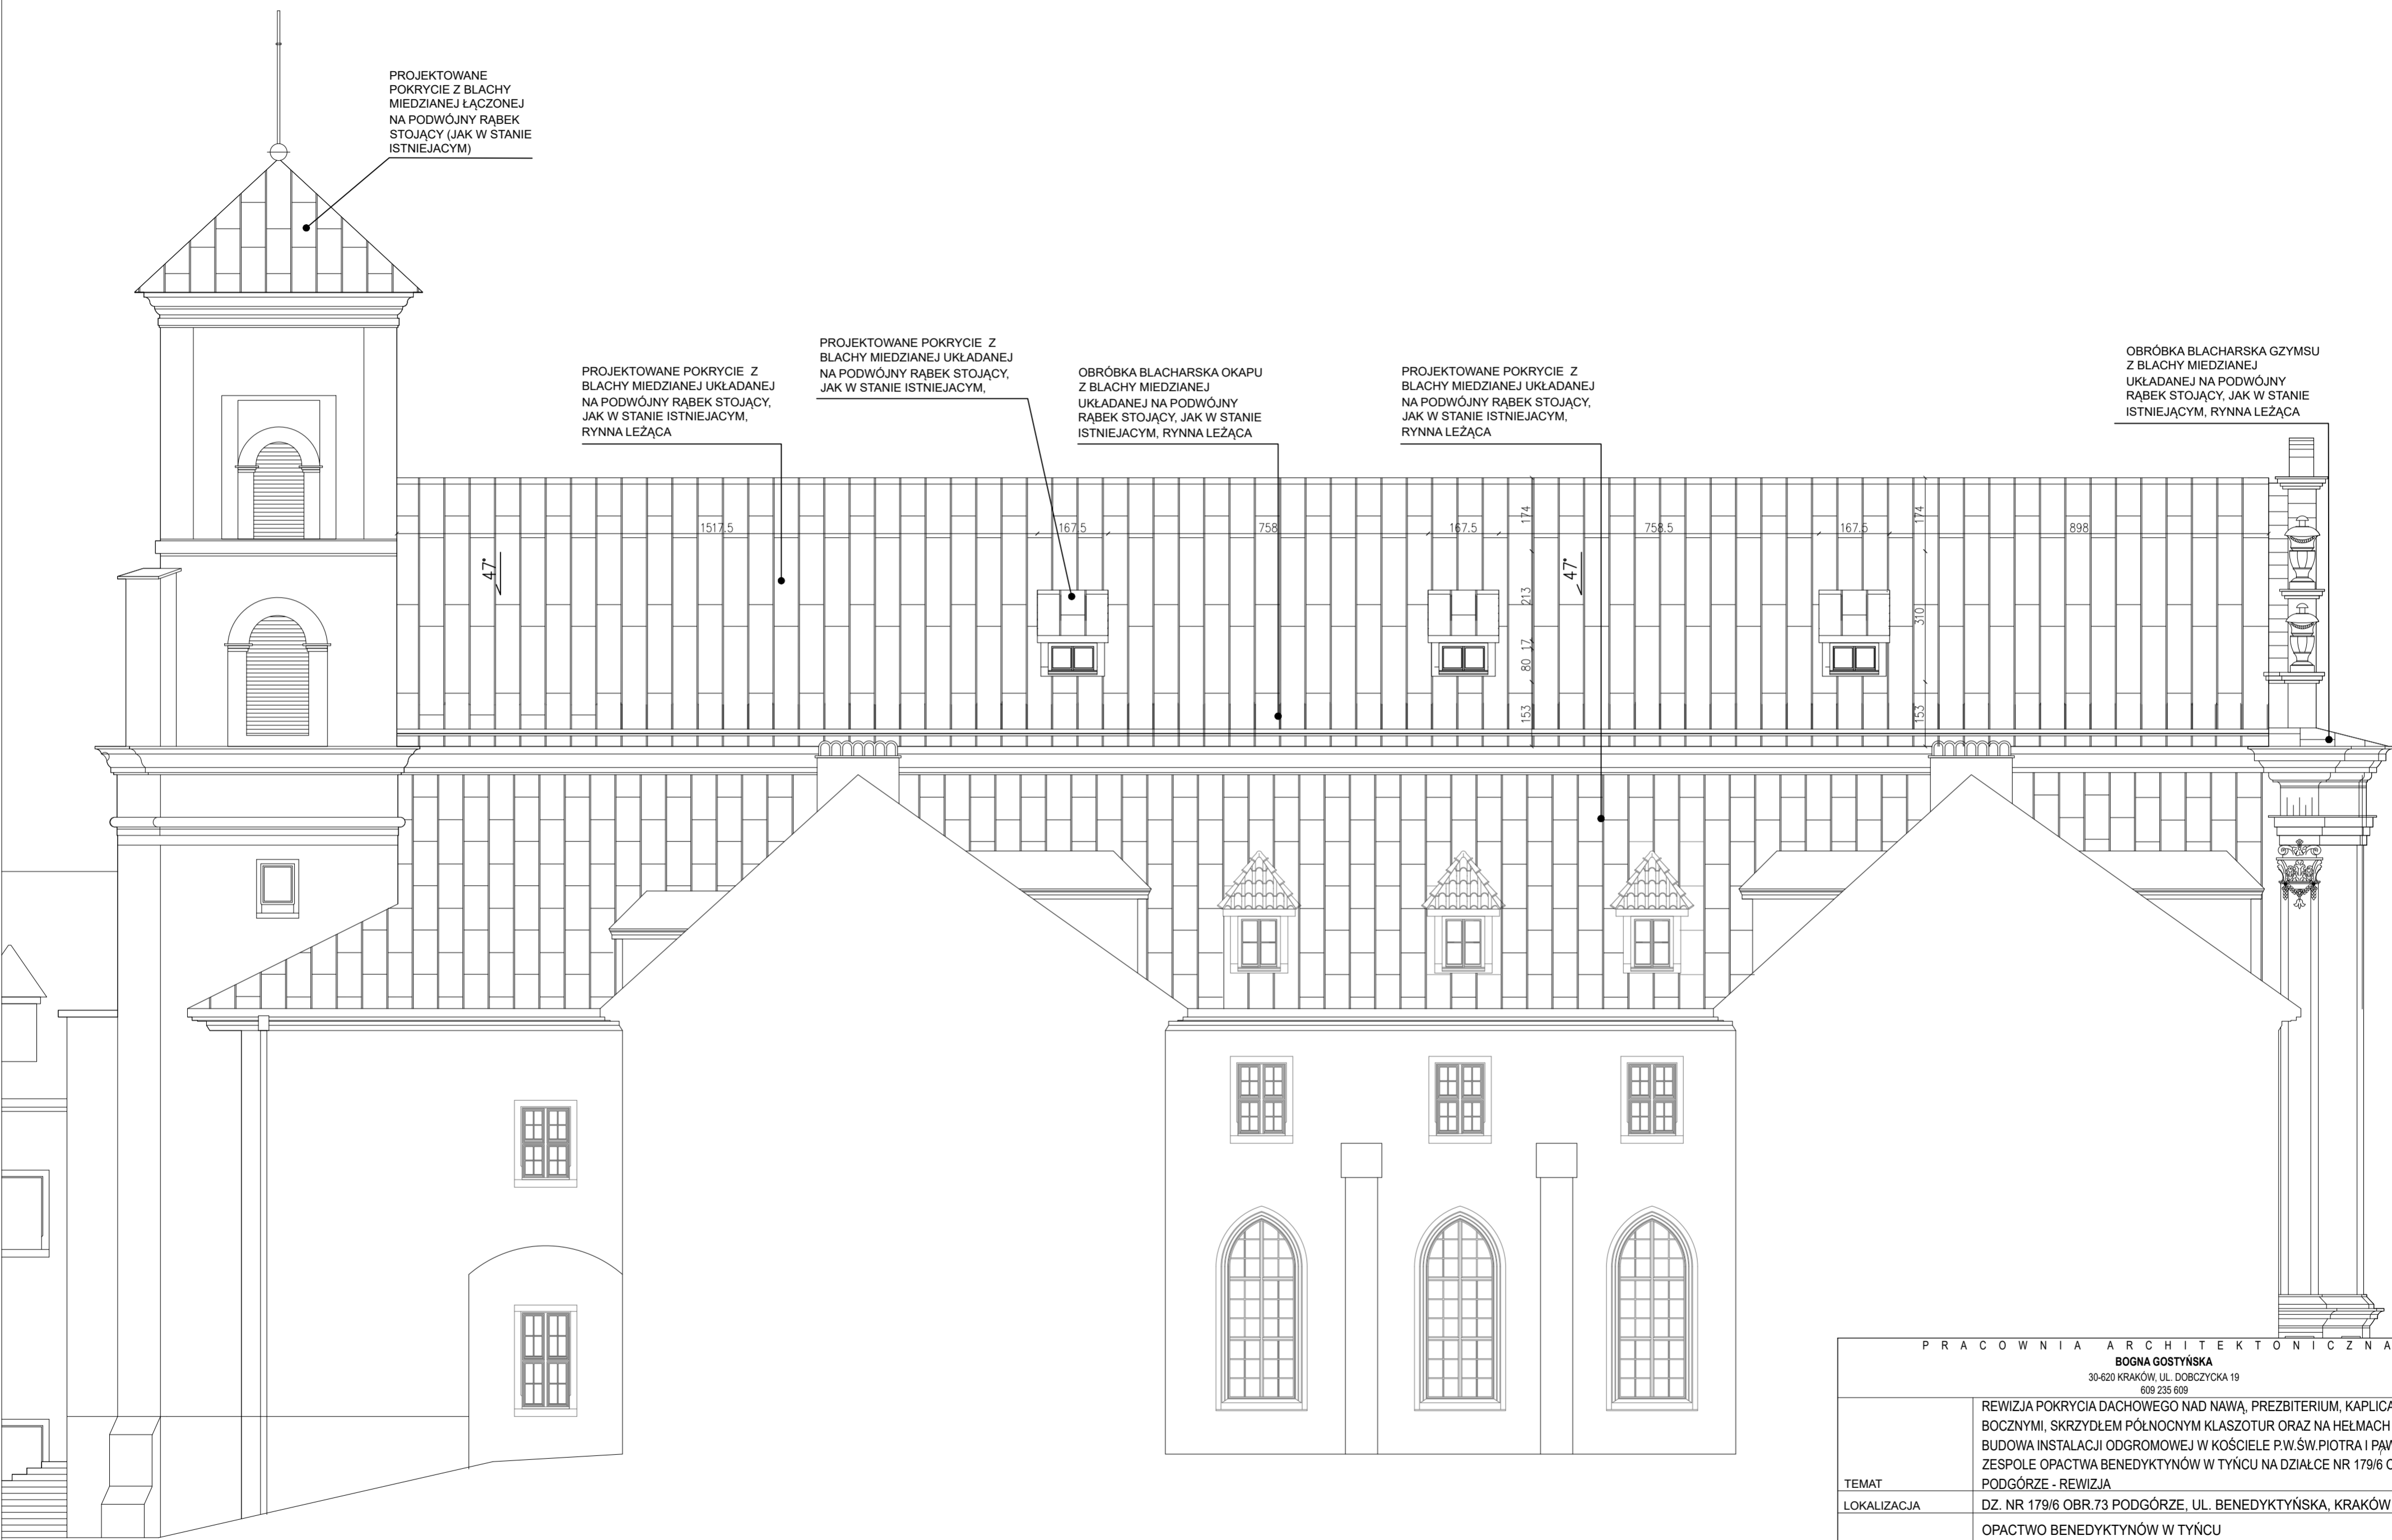 PROJEKTOWANE
POKRYCIE Z BLACHY
MIEDZIANEJ ŁĄCZONEJ
NA PODWÓJNY RĄBEK
STOJĄCY (JAK W STANIE
ISTNIEJACYM)
PROJEKTOWANE POKRYCIE Z
BLACHY MIEDZIANEJ UKŁADANEJ
NA PODWÓJNY RĄBEK STOJĄCY,
JAK W STANIE ISTNIEJACYM,
RYNNA LEŻĄCA
PROJEKTOWANE POKRYCIE Z
BLACHY MIEDZIANEJ UKŁADANEJ
NA PODWÓJNY RĄBEK STOJĄCY,
JAK W STANIE ISTNIEJACYM,
OBRÓBKA BLACHARSKA OKAPU
Z BLACHY MIEDZIANEJ
UKŁADANEJ NA PODWÓJNY
RĄBEK STOJĄCY, JAK W STANIE
ISTNIEJACYM, RYNNA LEŻĄCA
PROJEKTOWANE POKRYCIE Z
BLACHY MIEDZIANEJ UKŁADANEJ
NA PODWÓJNY RĄBEK STOJĄCY,
JAK W STANIE ISTNIEJACYM,
RYNNA LEŻĄCA
OBRÓBKA BLACHARSKA GZYMSU
Z BLACHY MIEDZIANEJ
UKŁADANEJ NA PODWÓJNY
RĄBEK STOJĄCY, JAK W STANIE
ISTNIEJĄCYM, RYNNA LEŻĄCA
1517.5 167.5 758 167.5 758.5 167.5 898
47°
47°
174
213
17
80
153
174
310
153
PRACOWNIA ARCHITEKTONICZNA
BOGNA GOSTYŃSKA
30-620 KRAKÓW, UL. DOBCZYCKA 19
609 235 609
REWIZJA POKRYCIA DACHOWEGO NAD NAWĄ, PREZBITERIUM, KAPLICA
BOCZNYMI, SKRZYDŁEM PÓŁNOCNYM KLASZOTUR ORAZ NA HEŁMACH
BUDOWA INSTALACJI ODGROMOWEJ W KOŚCIELE P.W.ŚW.PIOTRA I
ZESPOLE OPACTWA BENEDYKTYNÓW W TYŃCU NA DZIAŁCE NR 179/6
TEMAT PODGÓRZE - REWIZJA
LOKALIZACJA DZ. NR 179/6 OBR.73 PODGÓRZE, UL. BENEDYKTYŃSKA, KRAKÓW
OPACTWO BENEDYKTYNÓW W TYŃCU